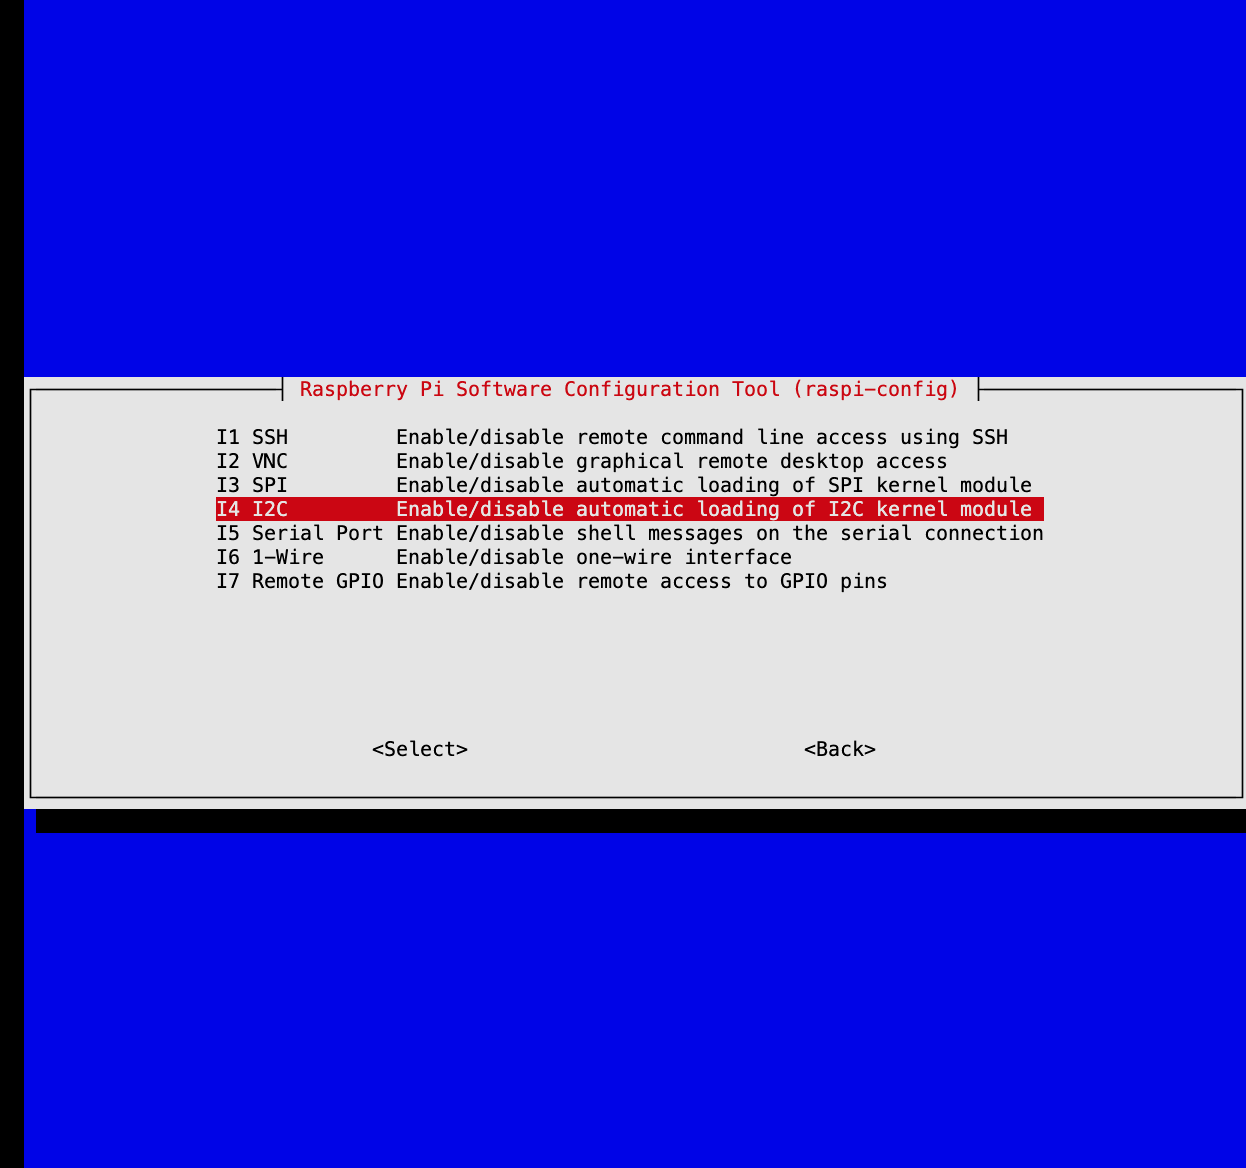 Raspberry Pi Software Configuration Tool (raspi-config)
I1 SSH Enable/disable remote command line access using SSH
I2 VNC Enable/disable graphical remote desktop access
I3 SPI Enable/disable automatic loading of SPI kernel module
I4 I2C Enable/disable automatic loading of I2C kernel module
I5 Serial Port Enable/disable shell messages on the serial connection
I6 1-Wire Enable/disable one-wire interface
I7 Remote GPIO Enable/disable remote access to GPIO pins
<Select> <Back>